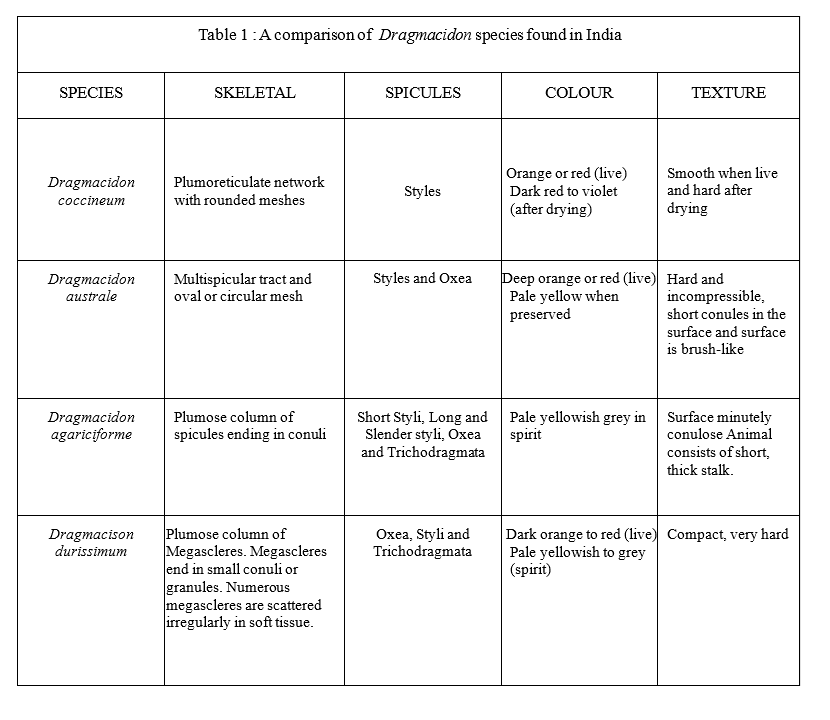 Table 1 : A comparison of Dragmacidon species found in India
SPECIES
SKELETAL
SPICULES
COLOUR
TEXTURE
Dragmacidon
coccineum
Plumoreticulate network
with rounded meshes
Styles
Orange or red (live)
Dark red to violet
(after drying)
Smooth when live
and hard after
drying
Dragmacidon
australe
Multispicular tract and
oval or circular mesh
Styles and Oxea
Deep orange or red (live)
Pale yellow when
preserved
Hard and
incompressible,
short conules in the
surface and surface
is brush-like
Dragmacidon
agariciforme
Plumose column of
spicules ending in conuli
Short Styli, Long and
Slender styli, Oxea
and Trichodragmata
Pale yellowish grey in
spirit
Surface minutely
conulose Animal
consists of short,
thick stalk.
Dragmacison
durissimum
Plumose column of
Megascleres. Megascleres
end in small conuli or
granules. Numerous
megascleres are scattered
irregularly in soft tissue.
Oxea, Styli and
Trichodragmata
Dark orange to red (live)
Pale yellowish to grey
(spirit)
Compact, very hard